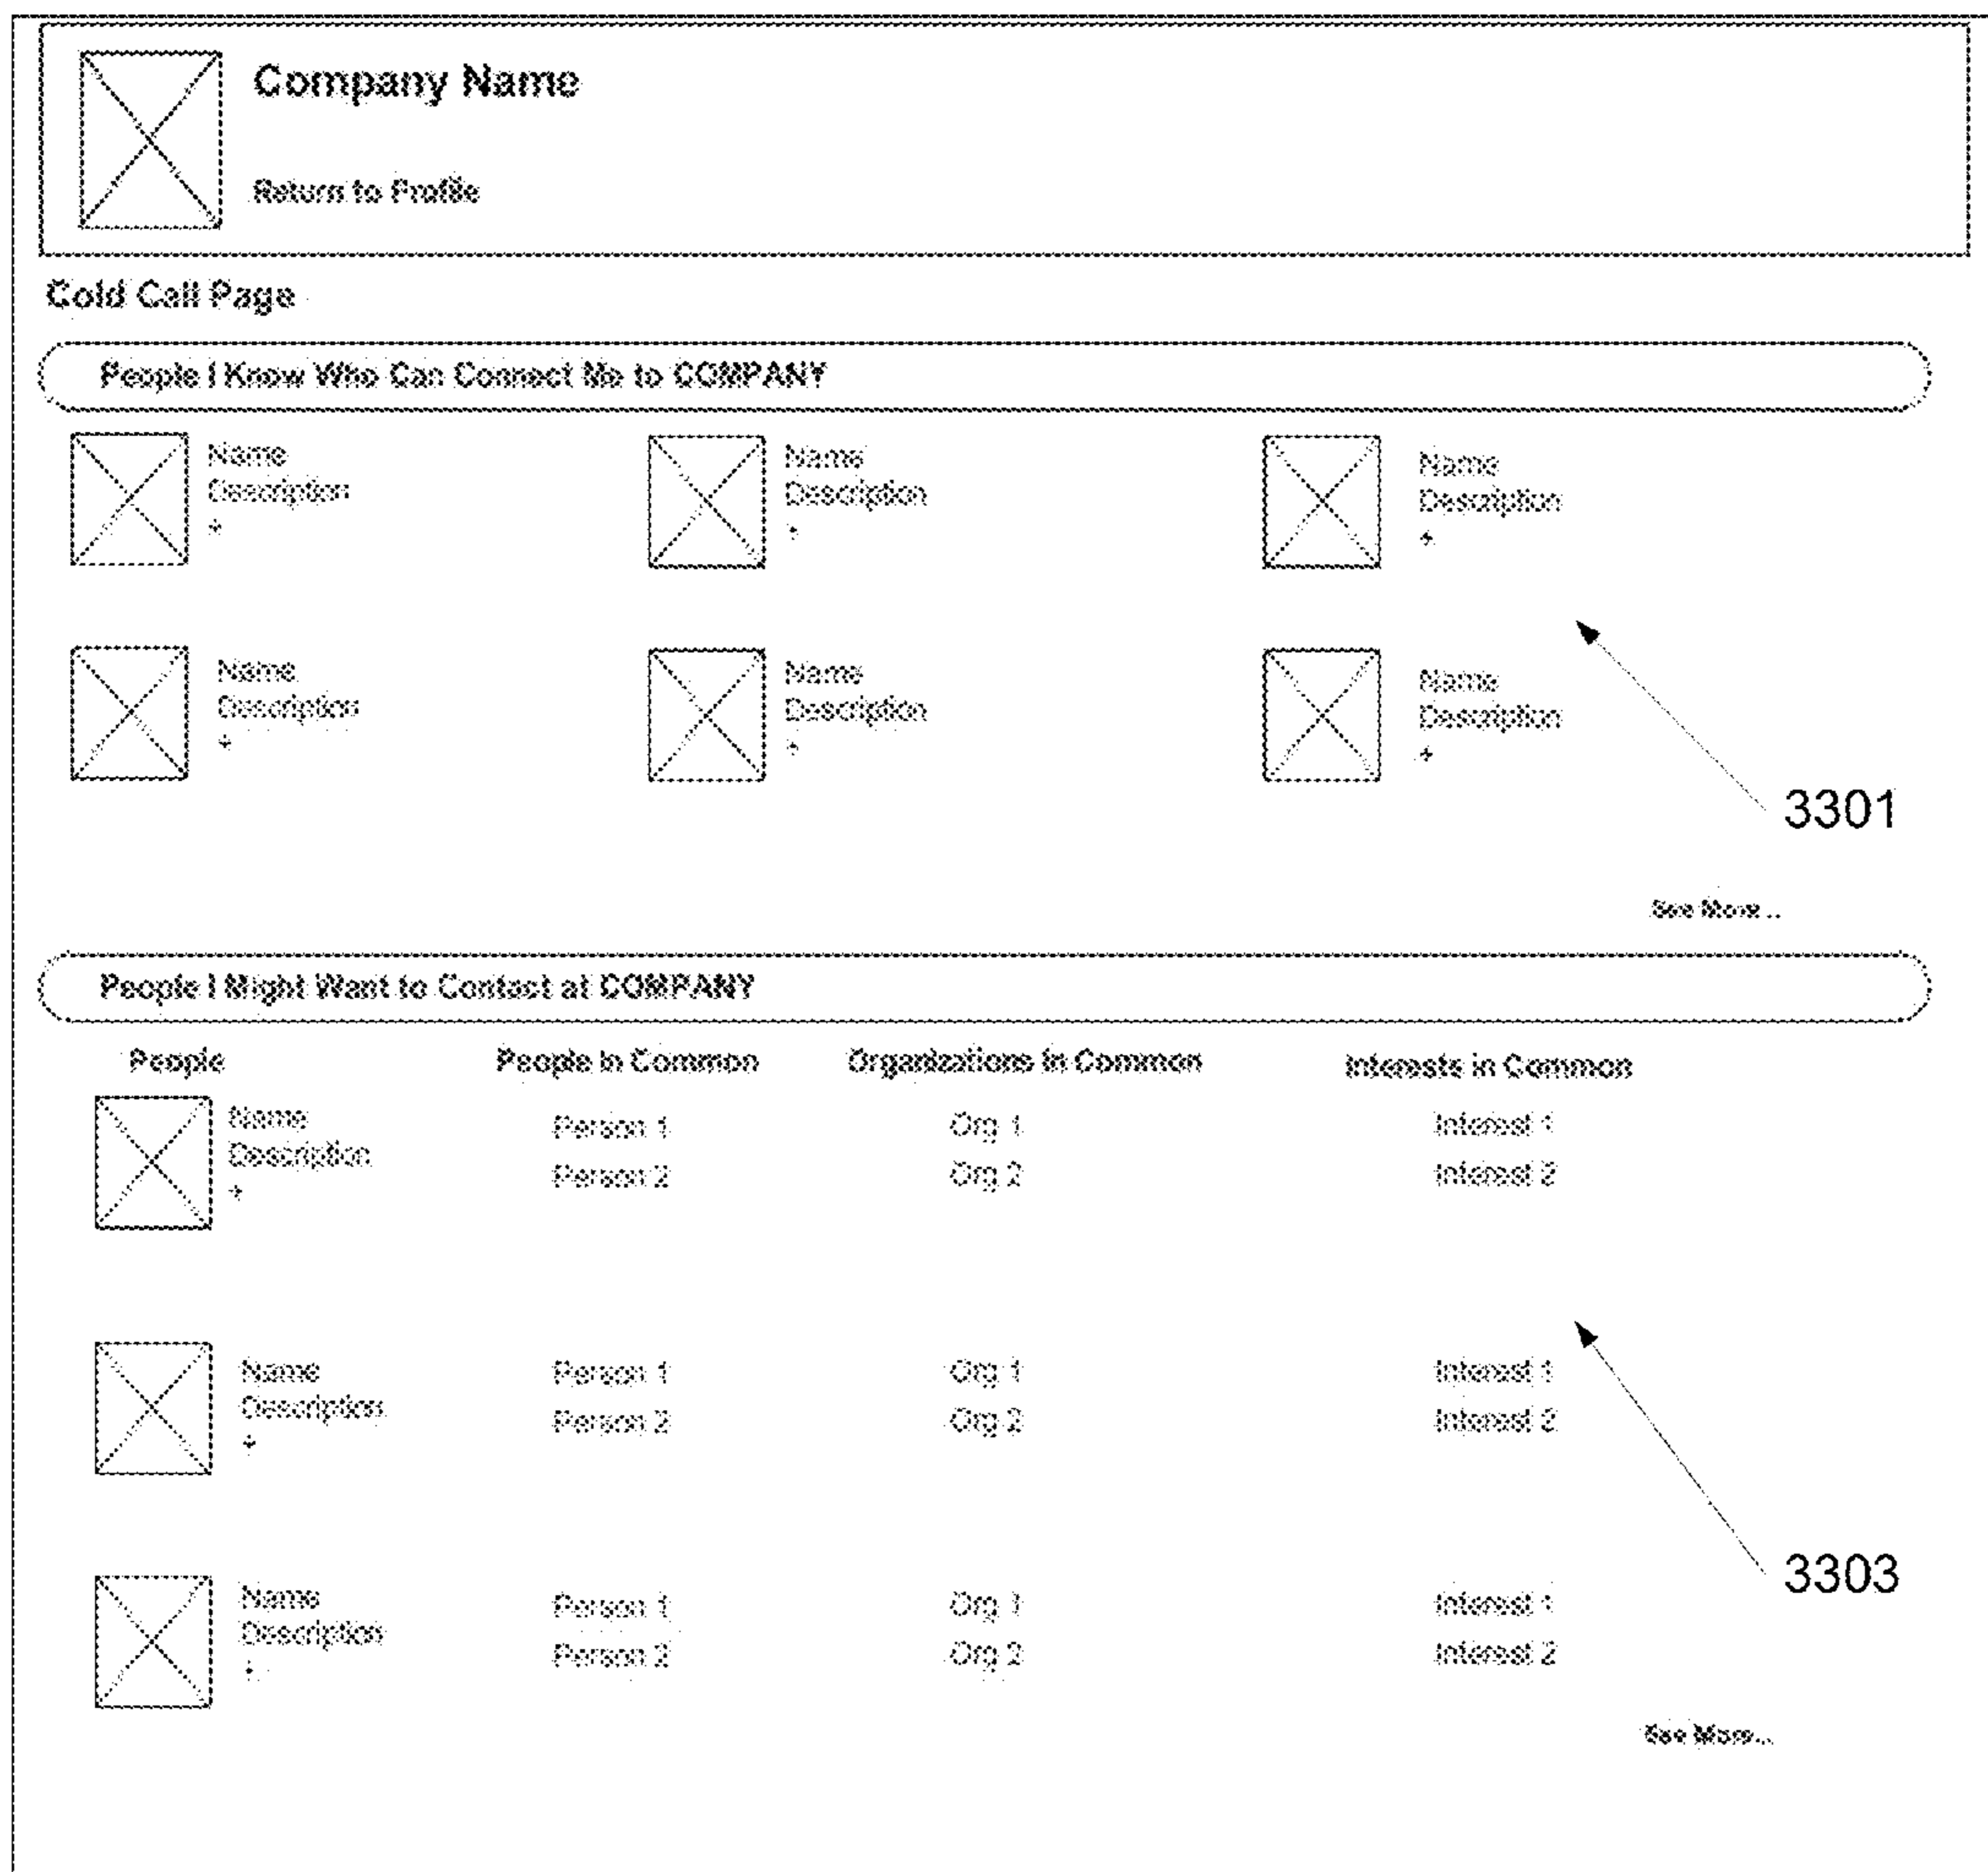 Company Name
Return to Profile
Cold Call Page
People I Know Who Can Connect Me to COMPANY
Name Name Name
Description Description Description
+ + +
Name Name Name
Description Description Description
+ + +
3301
See More...
People I Might Want to Contact at COMPANY
People People in Common Organizations in Common Interests in Common
Name Person 1 Org 1 Interest 1
Description Person 2 Org 2 Interest 2
+
Name Person 1 Org 1 Interest 1
Description Person 2 Org 2 Interest 2
+
3303
Name Person 1 Org 1 Interest 1
Description Person 2 Org 2 Interest 2
+
See More...